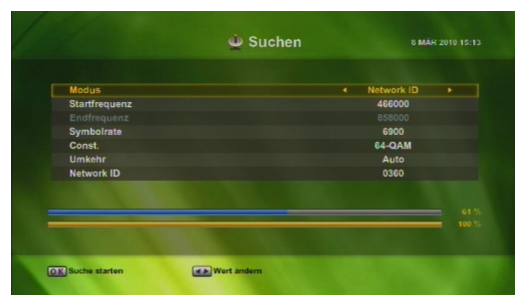 Suchen
8 MÄR 2010 15:13
Modus Network ID
Startfrequenz 466000
Endfrequenz 858000
Symbolrate 6900
Const. 64-QAM
Umkehr Auto
Network ID 0360
61 %
100 %
OK Suche starten Wert ändern